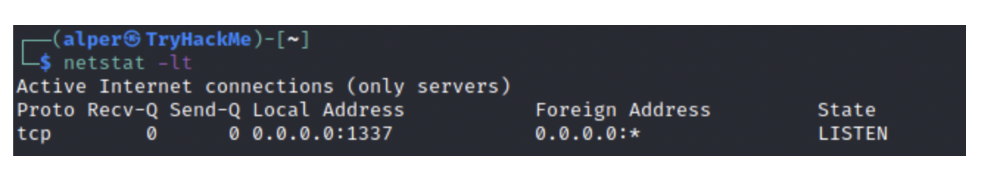 ┌──(alper㉿TryHackMe)-[~]
└─$ netstat -lt
Active Internet connections (only servers)
Proto Recv-Q Send-Q Local Address           Foreign Address         State
tcp        0      0 0.0.0.0:1337            0.0.0.0:*               LISTEN